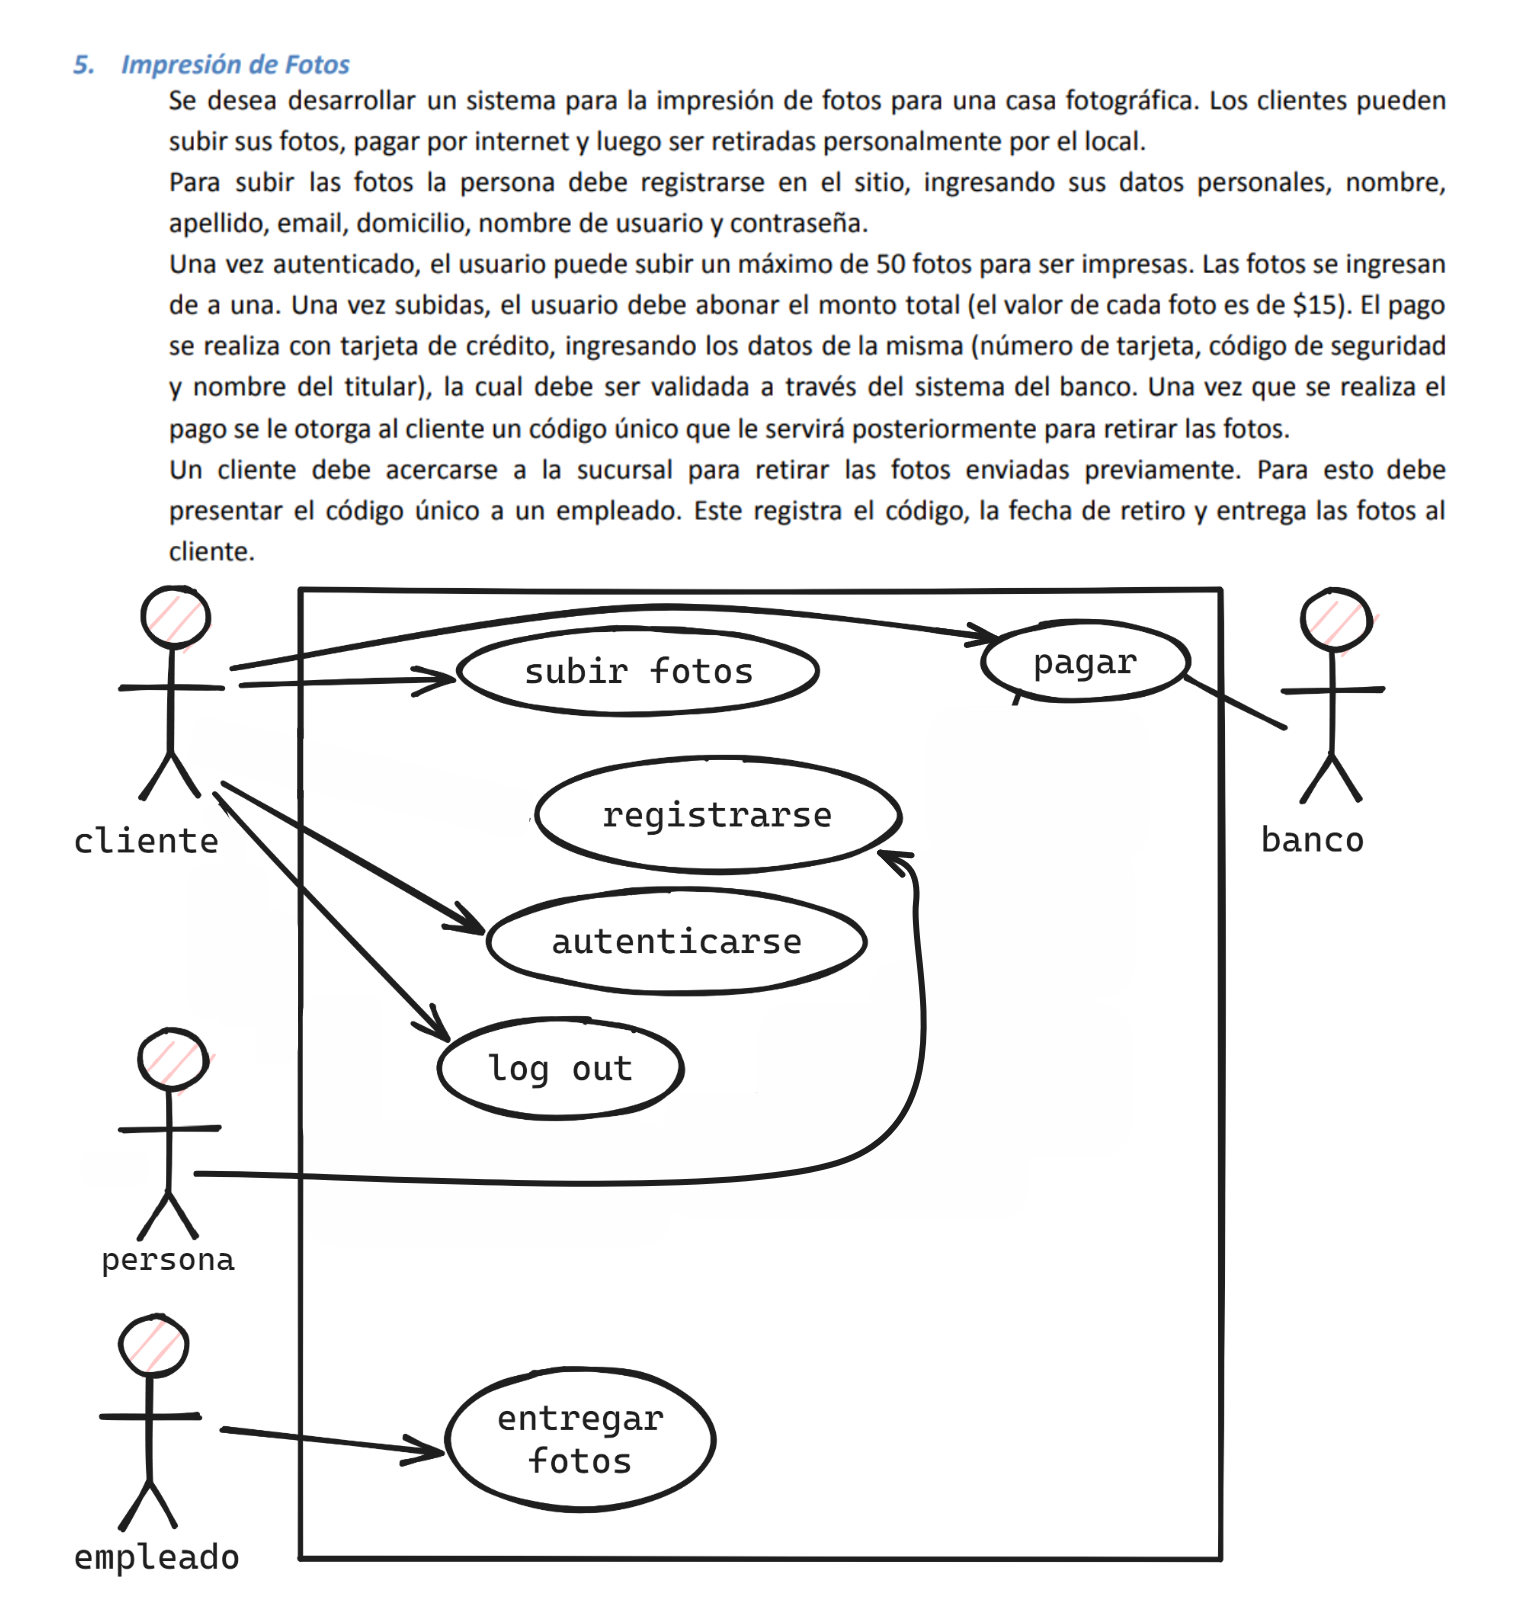 5. Impresión de Fotos
Se desea desarrollar un sistema para la impresión de fotos para una casa fotográfica. Los clientes pueden
subir sus fotos, pagar por internet y luego ser retiradas personalmente por el local.
Para subir las fotos la persona debe registrarse en el sitio, ingresando sus datos personales, nombre,
apellido, email, domicilio, nombre de usuario y contraseña.
Una vez autenticado, el usuario puede subir un máximo de 50 fotos para ser impresas. Las fotos se ingresan
de a una. Una vez subidas, el usuario debe abonar el monto total (el valor de cada foto es de $15). El pago
se realiza con tarjeta de crédito, ingresando los datos de la misma (número de tarjeta, código de seguridad
y nombre del titular), la cual debe ser validada a través del sistema del banco. Una vez que se realiza el
pago se le otorga al cliente un código único que le servirá posteriormente para retirar las fotos.
Un cliente debe acercarse a la sucursal para retirar las fotos enviadas previamente. Para esto debe
presentar el código único a un empleado. Este registra el código, la fecha de retiro y entrega las fotos al
cliente.
subir fotos
pagar
registrarse
cliente
banco
autenticarse
log out
persona
entregar
fotos
empleado